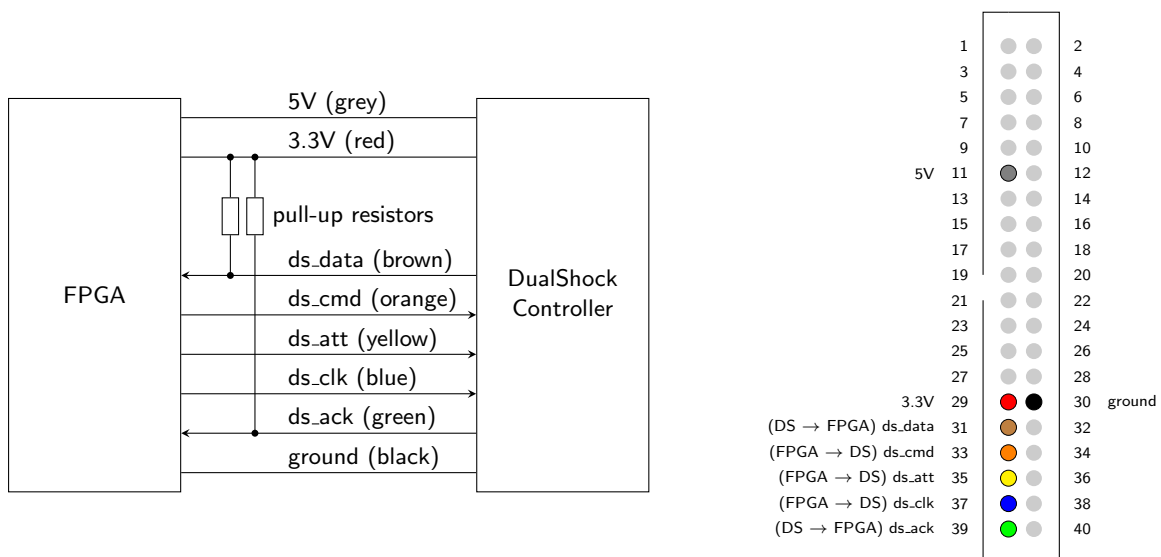 5V (grey)
3.3V (red)
pull-up resistors
ds_data (brown)
FPGA
ds_cmd (orange)
DualShock
Controller
ds_att (yellow)
ds_clk (blue)
ds_ack (green)
ground (black)
1 2
3 4
5 6
7 8
9 10
5V 11 12
13 14
15 16
17 18
19 20
21 22
23 24
25 26
27 28
3.3V 29 30 ground
(DS → FPGA) ds_data 31 32
(FPGA → DS) ds_cmd 33 34
(FPGA → DS) ds_att 35 36
(FPGA → DS) ds_clk 37 38
(DS → FPGA) ds_ack 39 40